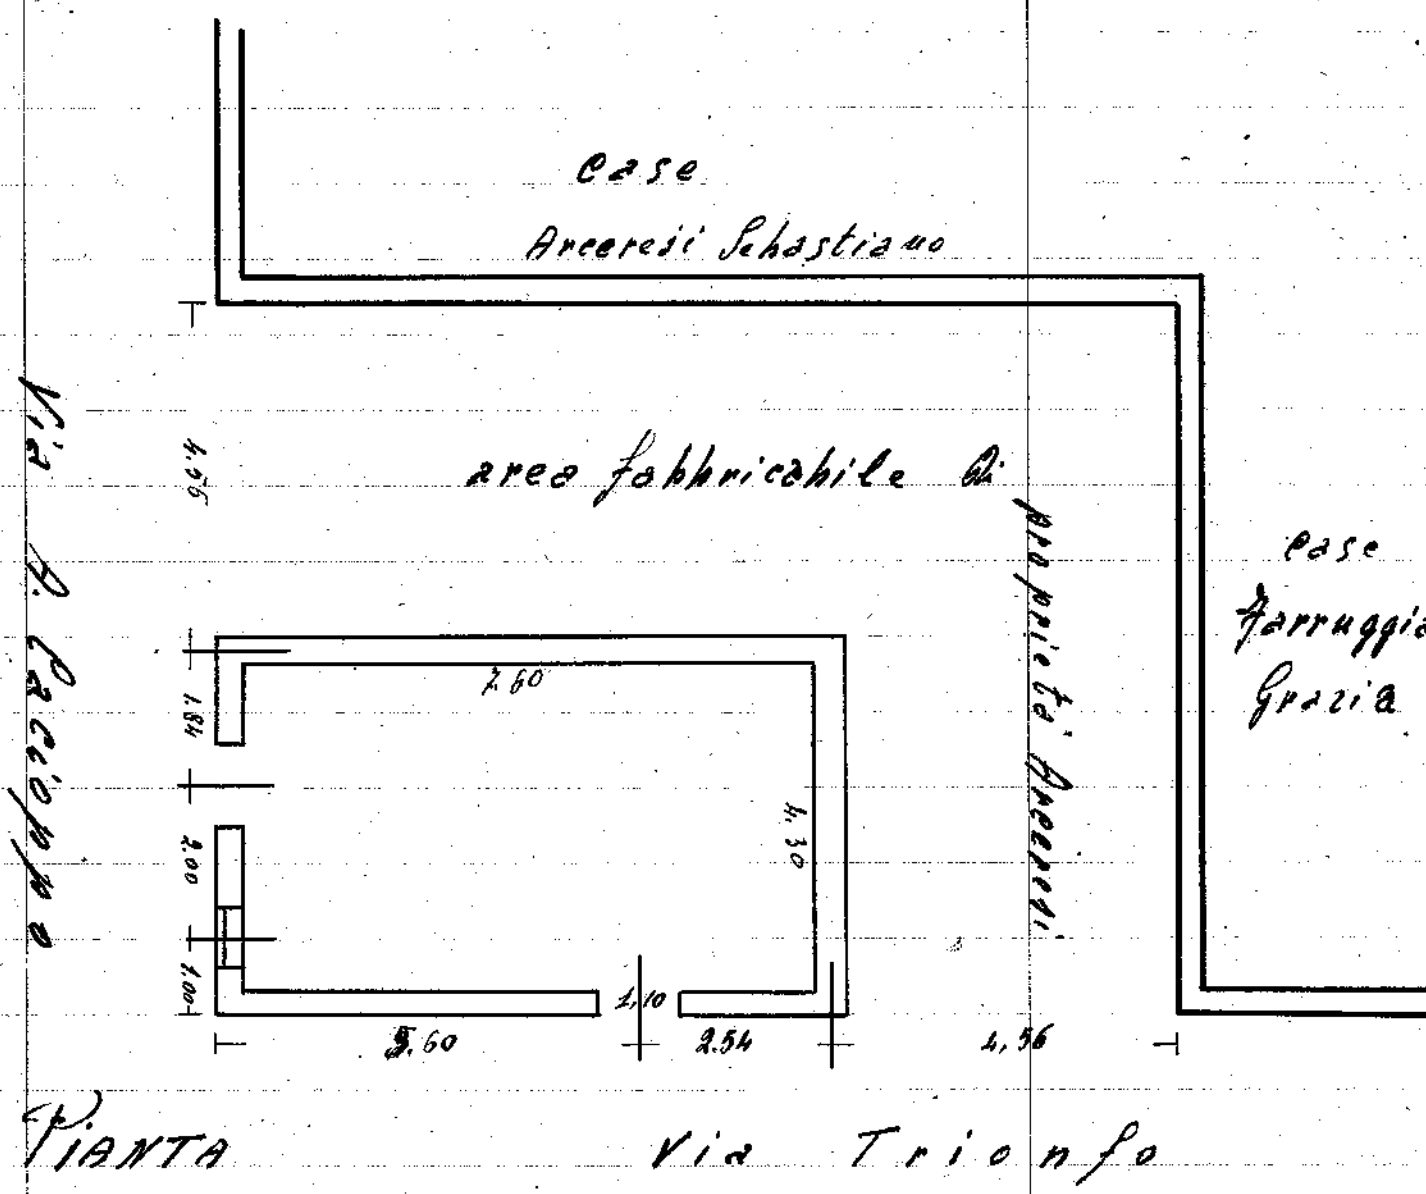 case
Arceresi Sebastiano
area fabbricabile di
proprietà Arceresi
case
Farruggia
Grazia
Via A. Cacioppo
4.56
1.84
2.00
1.00
7.60
4.30
1,10
5.60
2.54
4,56
PIANTA
Via Trionfo